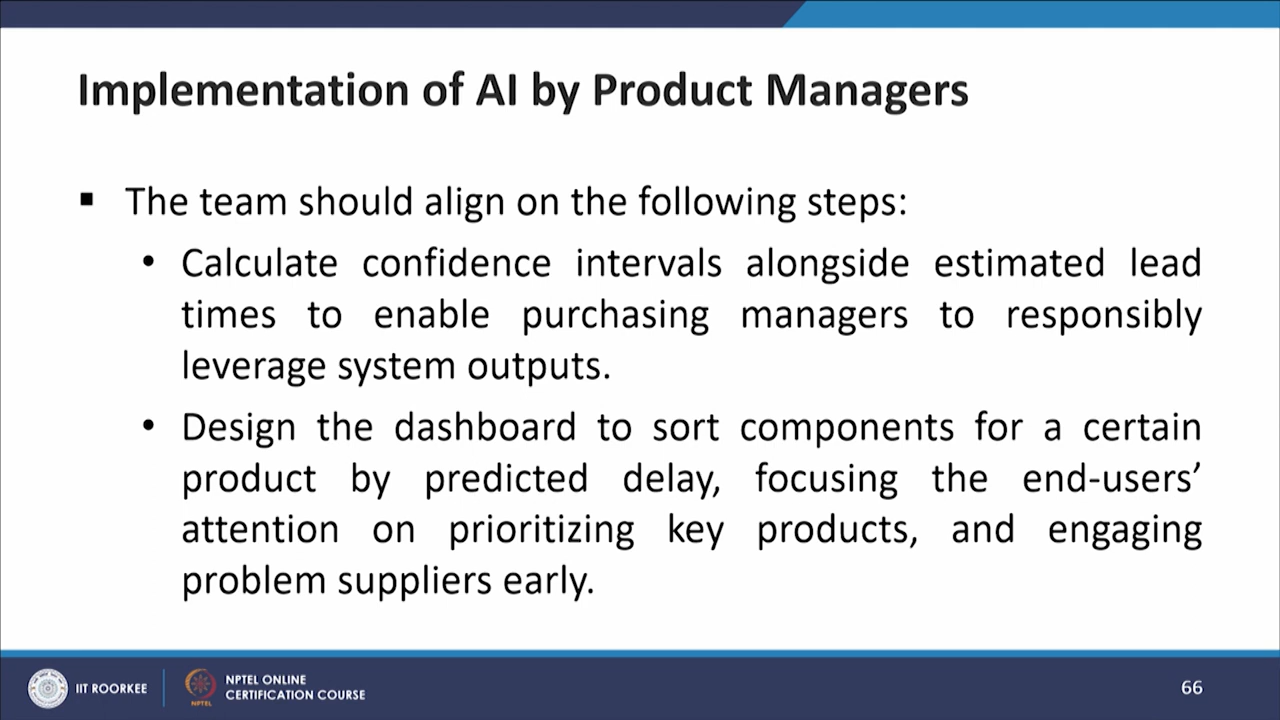 Implementation of AI by Product Managers
▪ The team should align on the following steps:
• Calculate confidence intervals alongside estimated lead
times to enable purchasing managers to responsibly
leverage system outputs.
• Design the dashboard to sort components for a certain
product by predicted delay, focusing the end-users’
attention on prioritizing key products, and engaging
problem suppliers early.
IIT ROORKEE
NPTEL
NPTEL ONLINE
CERTIFICATION COURSE
66